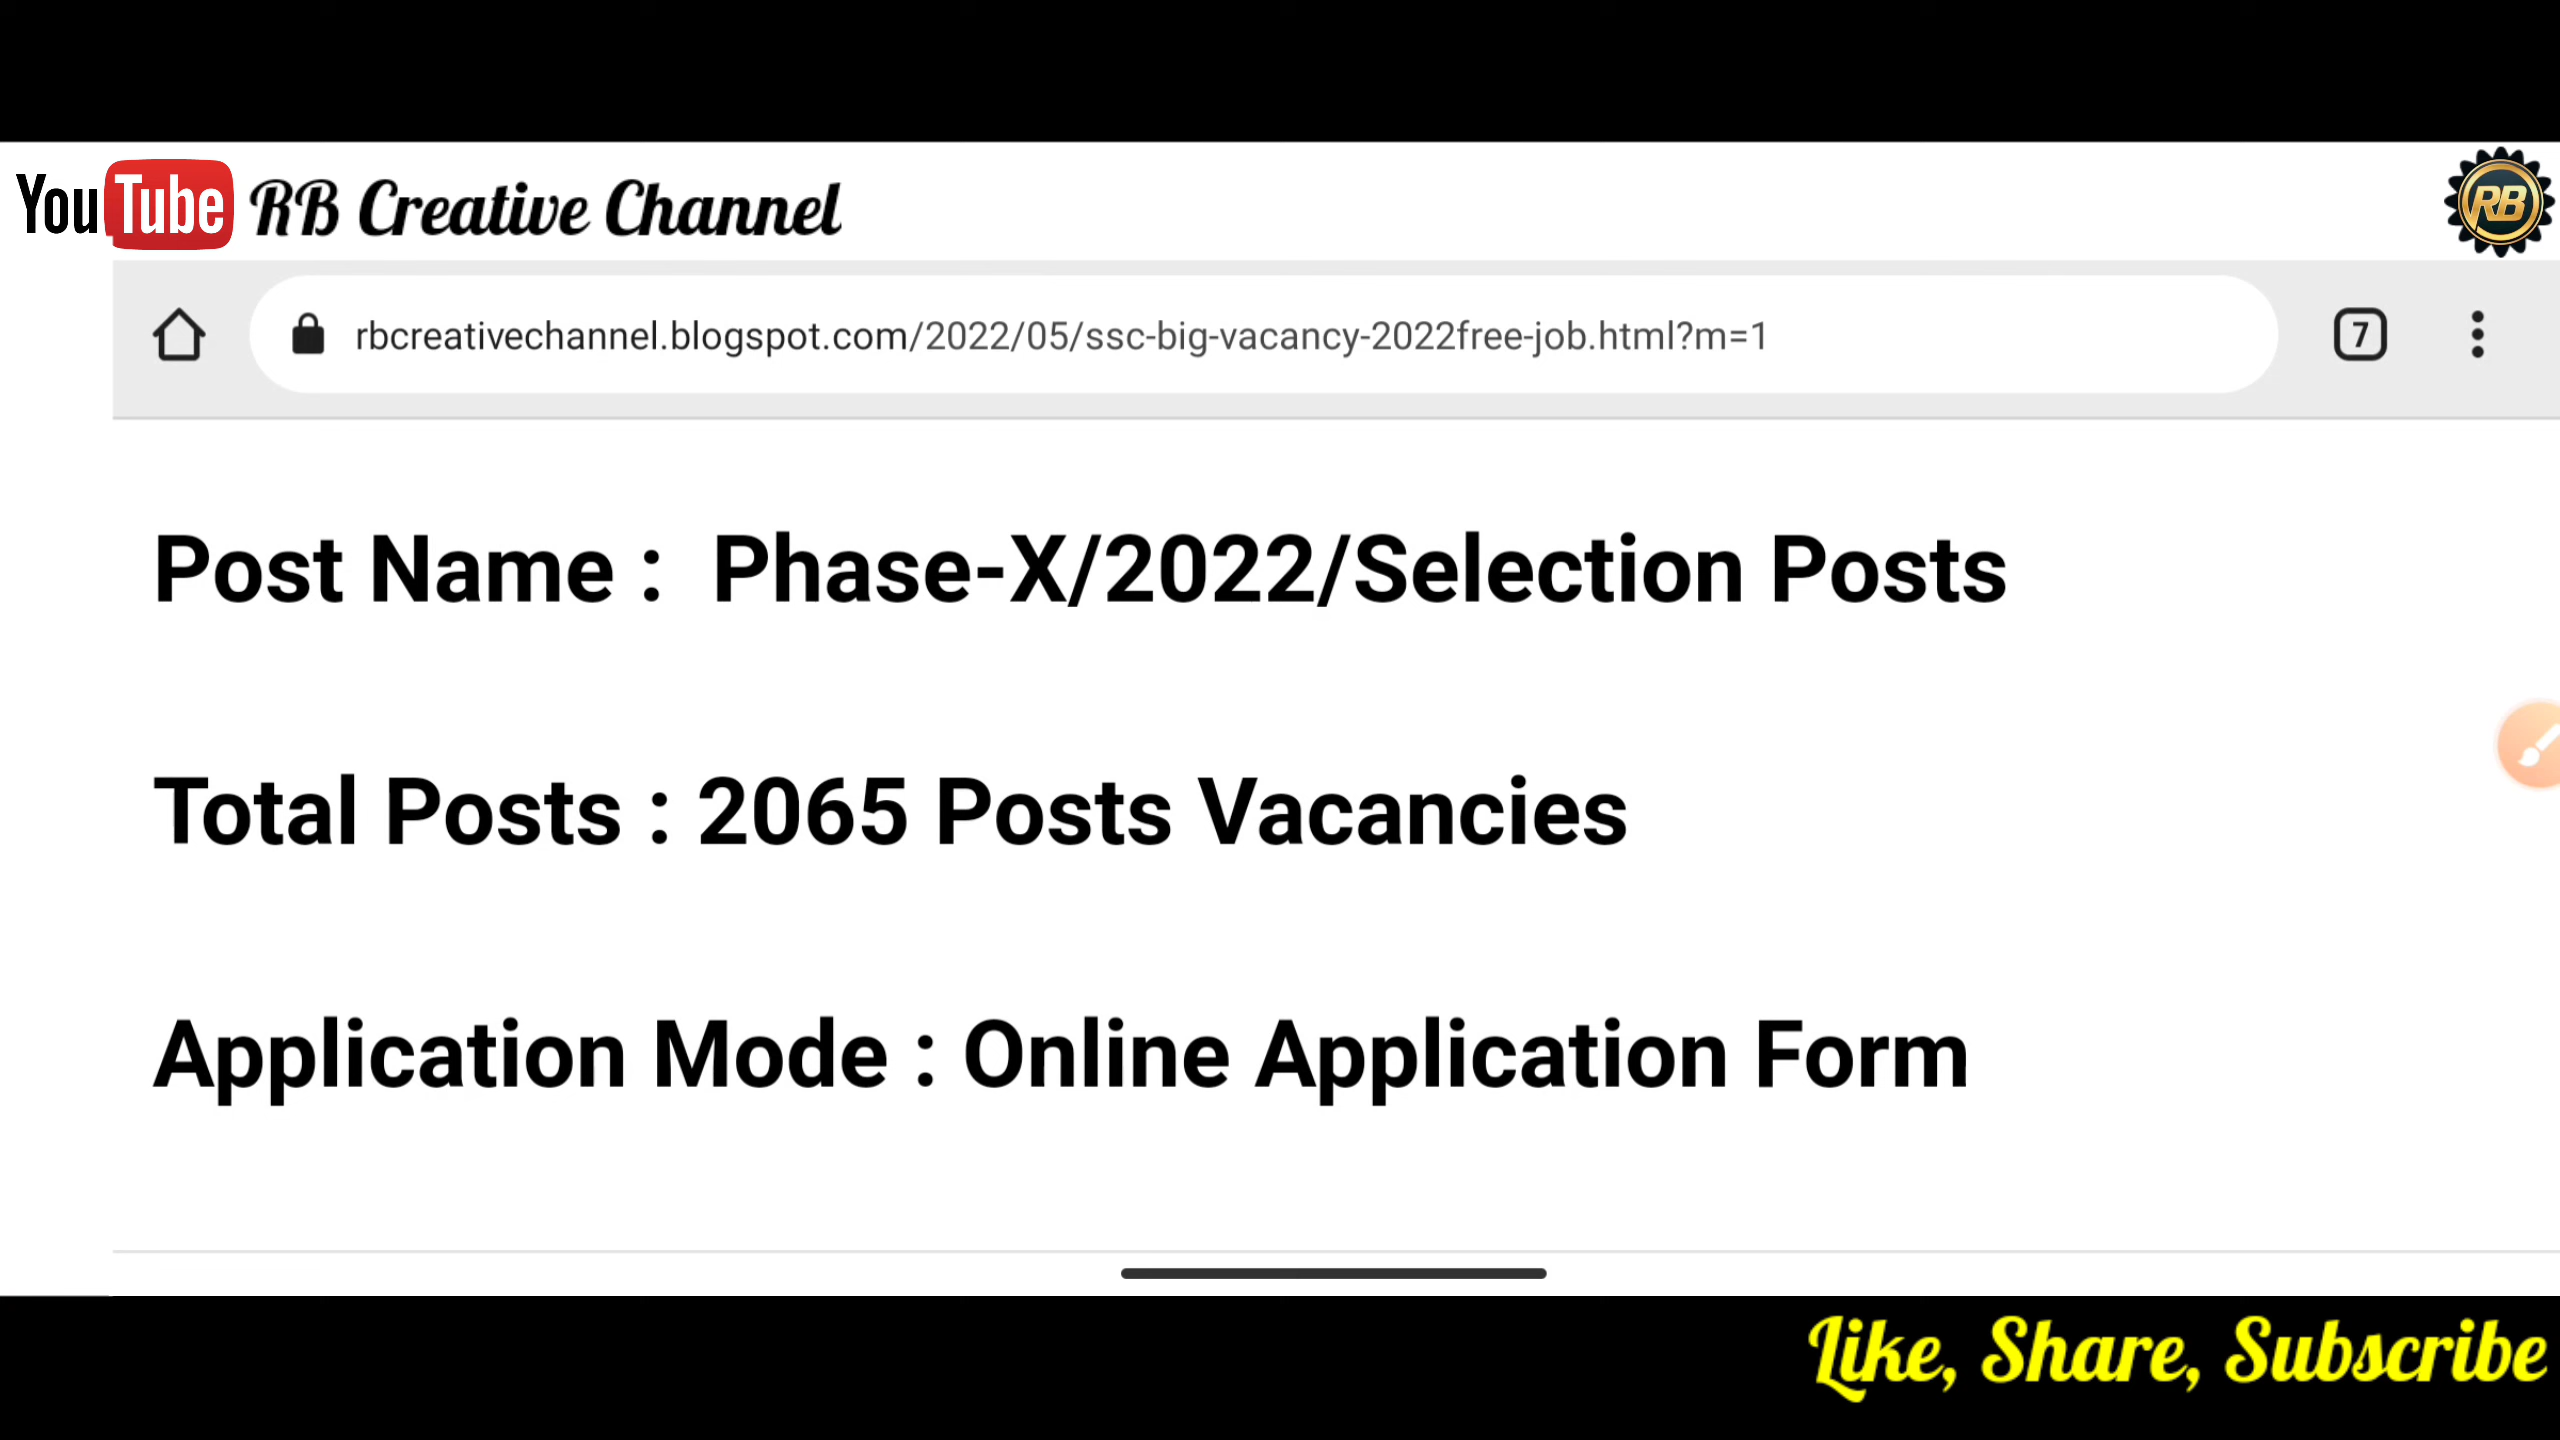 YouTube RB Creative Channel
RB
rbcreativechannel.blogspot.com/2022/05/ssc-big-vacancy-2022free-job.html?m=1
7
Post Name :  Phase-X/2022/Selection Posts
Total Posts : 2065 Posts Vacancies
Application Mode : Online Application Form
Like, Share, Subscribe